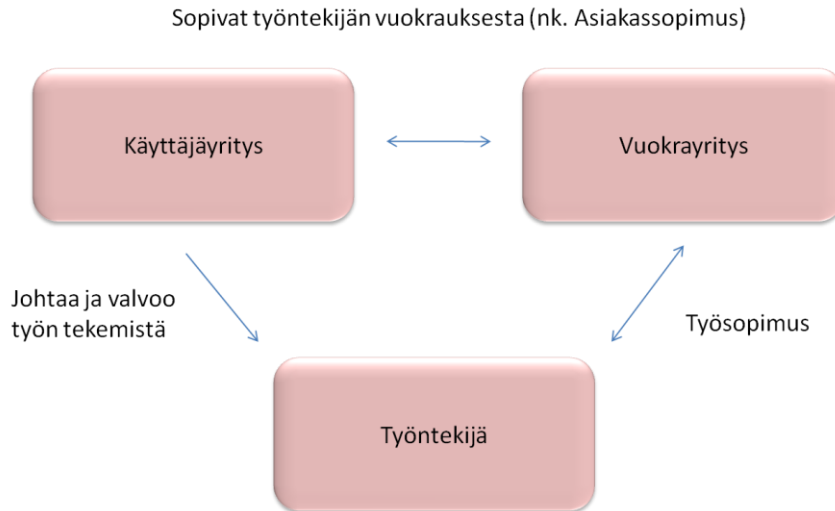 Sopivat työntekijän vuokrauksesta (nk. Asiakassopimus)
Käyttäjäyritys
Vuokrayritys
Johtaa ja valvoo
työn tekemistä
Työsopimus
Työntekijä